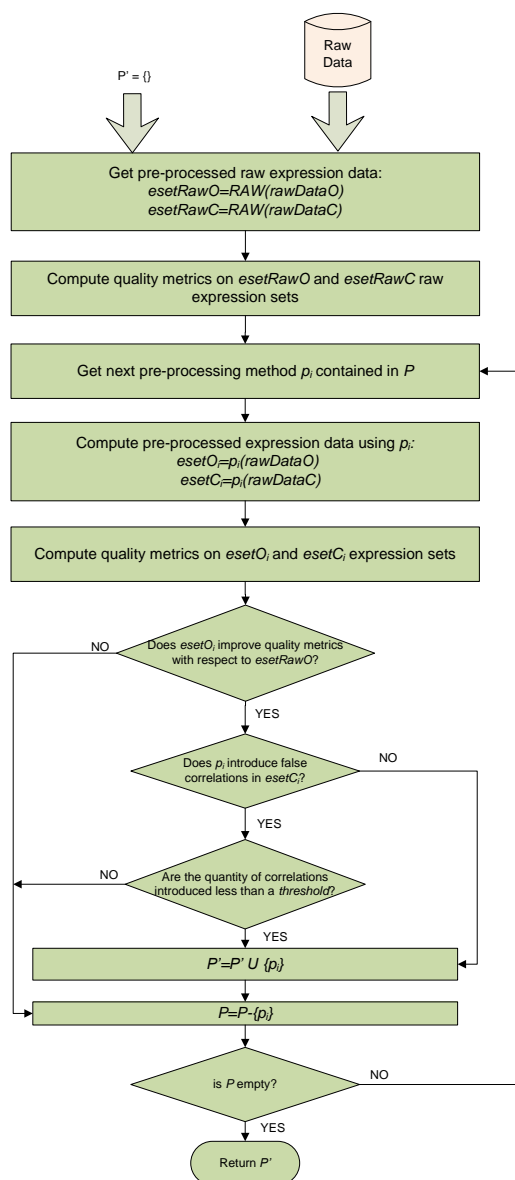 Raw
Data
P' = {}
Get pre-processed raw expression data:
esetRawO=RAW(rawDataO)
esetRawC=RAW(rawDataC)
Compute quality metrics on esetRawO and esetRawC raw
expression sets
Get next pre-processing method pi contained in P
Compute pre-processed expression data using pi:
esetOi=pi(rawDataO)
esetCi=pi(rawDataC)
Compute quality metrics on esetOi and esetCi expression sets
NO
Does esetOi improve quality metrics
with respect to esetRawO?
YES
Does pi introduce false
correlations in esetCi?
NO
YES
NO
Are the quantity of correlations
introduced less than a threshold?
YES
P'=P' U {pi}
P=P-{pi}
is P empty?
NO
YES
Return P'